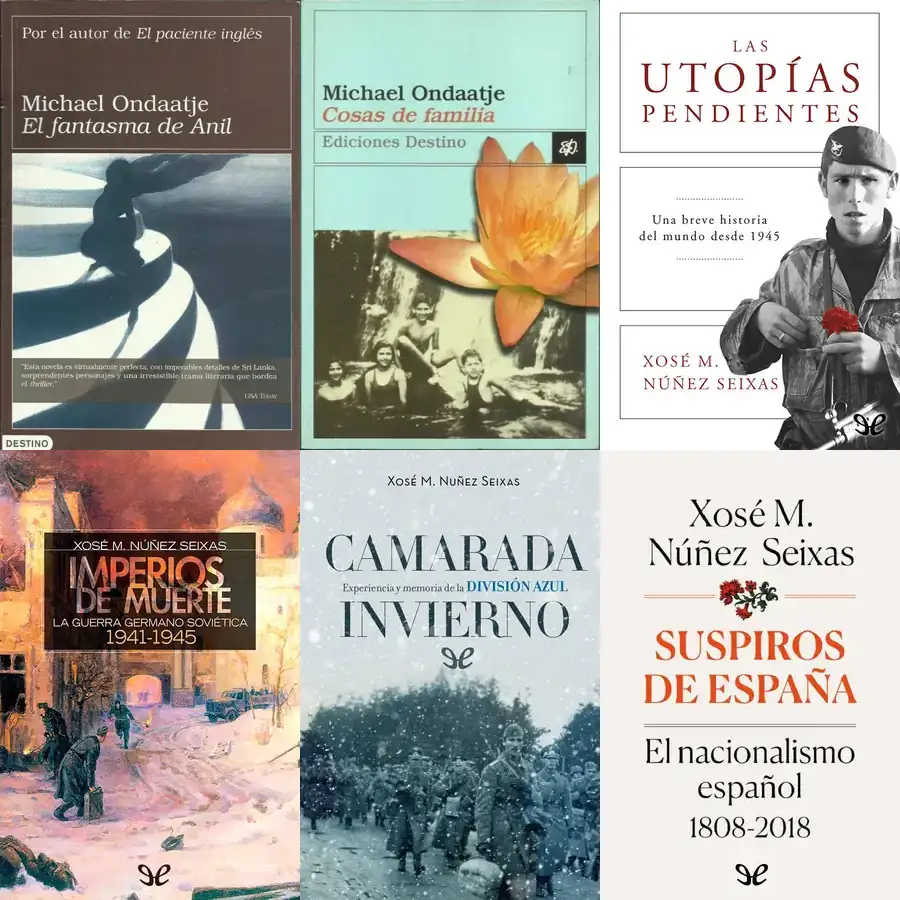 Por el autor de El paciente inglés
Michael Ondaatje
El fantasma de Anil
"Esta novela es virtualmente perfecta, con impecables detalles de Sri Lanka,
sorprendentes personajes y una irresistible trama literaria que bordea
el thriller."
USA Today
DESTINO
Michael Ondaatje
Cosas de familia
Ediciones Destino
LAS
UTOPÍAS
PENDIENTES
Una breve historia
del mundo desde 1945
XOSÉ M.
NÚÑEZ SEIXAS
XOSÉ M. NÚÑEZ SEIXAS
IMPERIOS
DE MUERTE
LA GUERRA GERMANO SOVIÉTICA
1941-1945
XOSÉ M. NUÑEZ SEIXAS
CAMARADA
Experiencia y memoria de la DIVISIÓN AZUL
INVIERNO
Xosé M.
Núñez Seixas
SUSPIROS
DE ESPAÑA
El nacionalismo
español
1808-2018